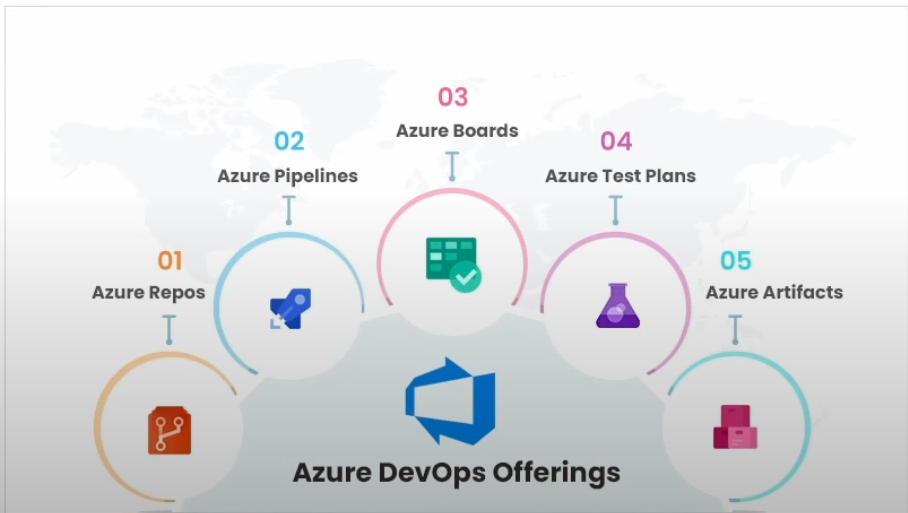 01
Azure Repos
02
Azure Pipelines
03
Azure Boards
04
Azure Test Plans
05
Azure Artifacts
Azure DevOps Offerings